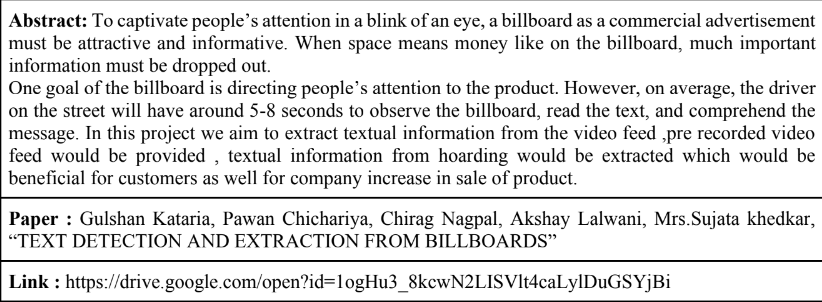 Abstract: To captivate people’s attention in a blink of an eye, a billboard as a commercial advertisement
must be attractive and informative. When space means money like on the billboard, much important
information must be dropped out.
One goal of the billboard is directing people’s attention to the product. However, on average, the driver
on the street will have around 5-8 seconds to observe the billboard, read the text, and comprehend the
message. In this project we aim to extract textual information from the video feed ,pre recorded video
feed would be provided , textual information from hoarding would be extracted which would be
beneficial for customers as well for company increase in sale of product.
Paper : Gulshan Kataria, Pawan Chichariya, Chirag Nagpal, Akshay Lalwani, Mrs.Sujata khedkar,
“TEXT DETECTION AND EXTRACTION FROM BILLBOARDS”
Link : https://drive.google.com/open?id=1ogHu3_8kcwN2LISVlt4caLylDuGSYjBi